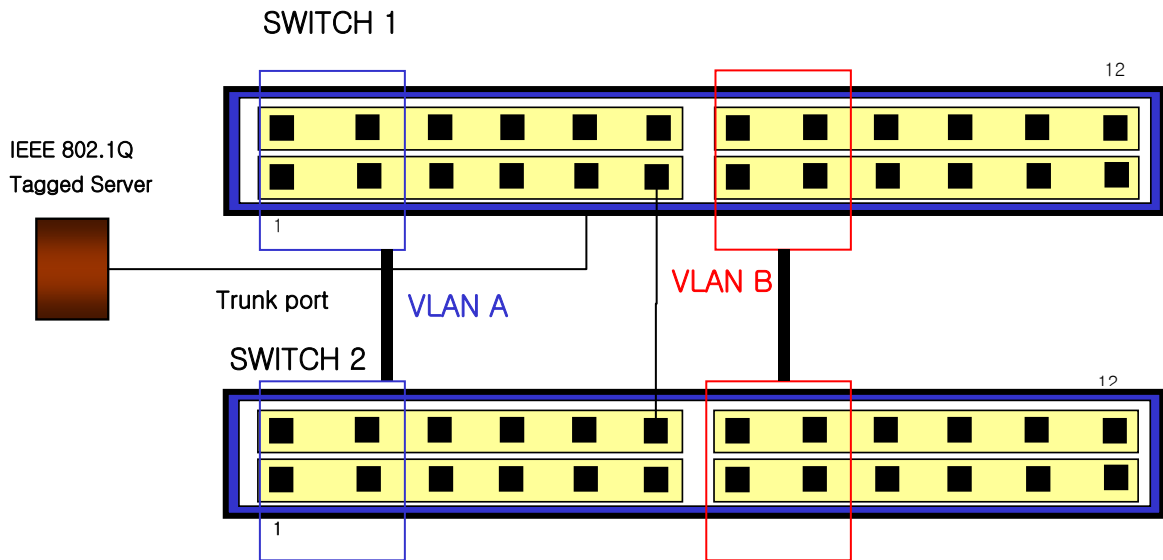 SWITCH 1
12
IEEE 802.1Q
Tagged Server
1
Trunk port
VLAN A
VLAN B
SWITCH 2
12
1